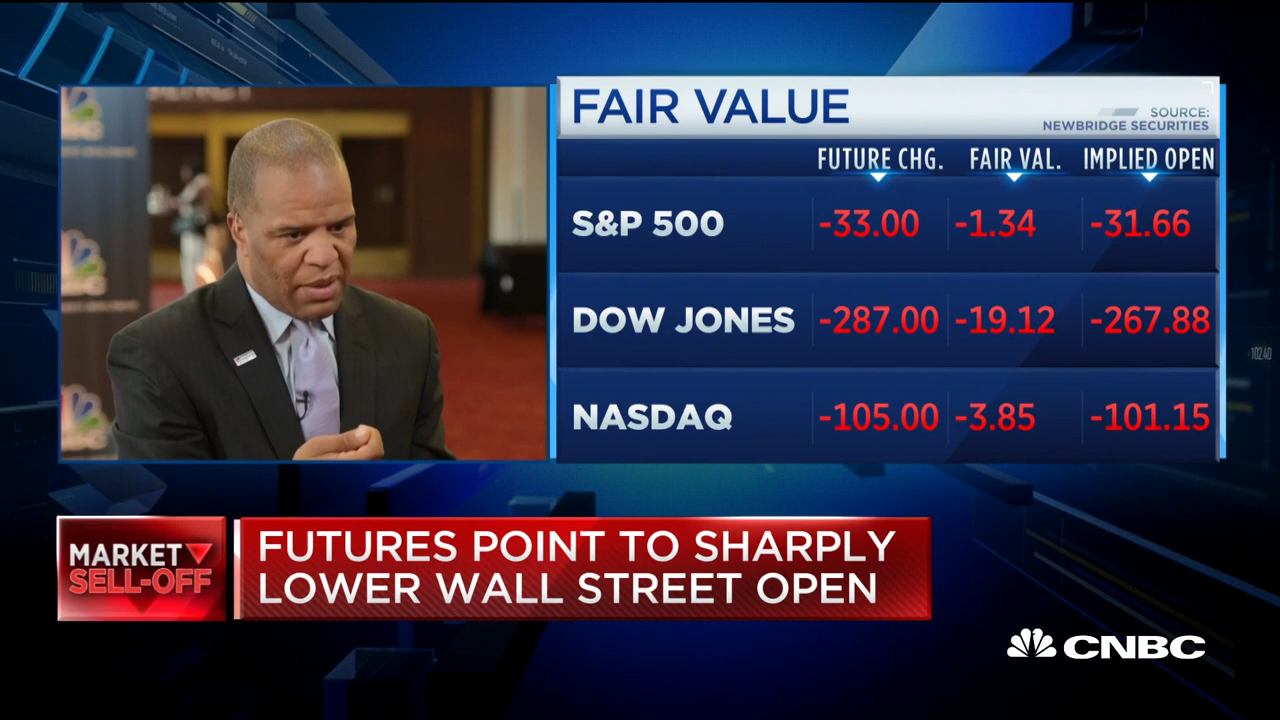 FAIR VALUE
SOURCE:
NEWBRIDGE SECURITIES
FUTURE CHG. FAIR VAL. IMPLIED OPEN
S&P 500 -33.00 -1.34 -31.66
DOW JONES -287.00 -19.12 -267.88
NASDAQ -105.00 -3.85 -101.15
MARKET
SELL-OFF
FUTURES POINT TO SHARPLY
LOWER WALL STREET OPEN
CNBC